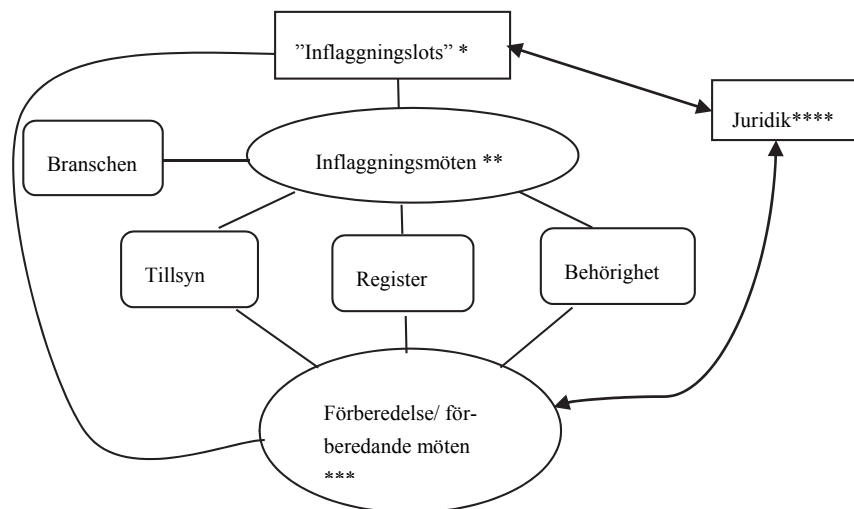 ”Inflaggningslots” *
Juridik****
Branschen
Inflaggningsmöten **
Tillsyn
Register
Behörighet
Förberedelse/ för-
beredande möten
***